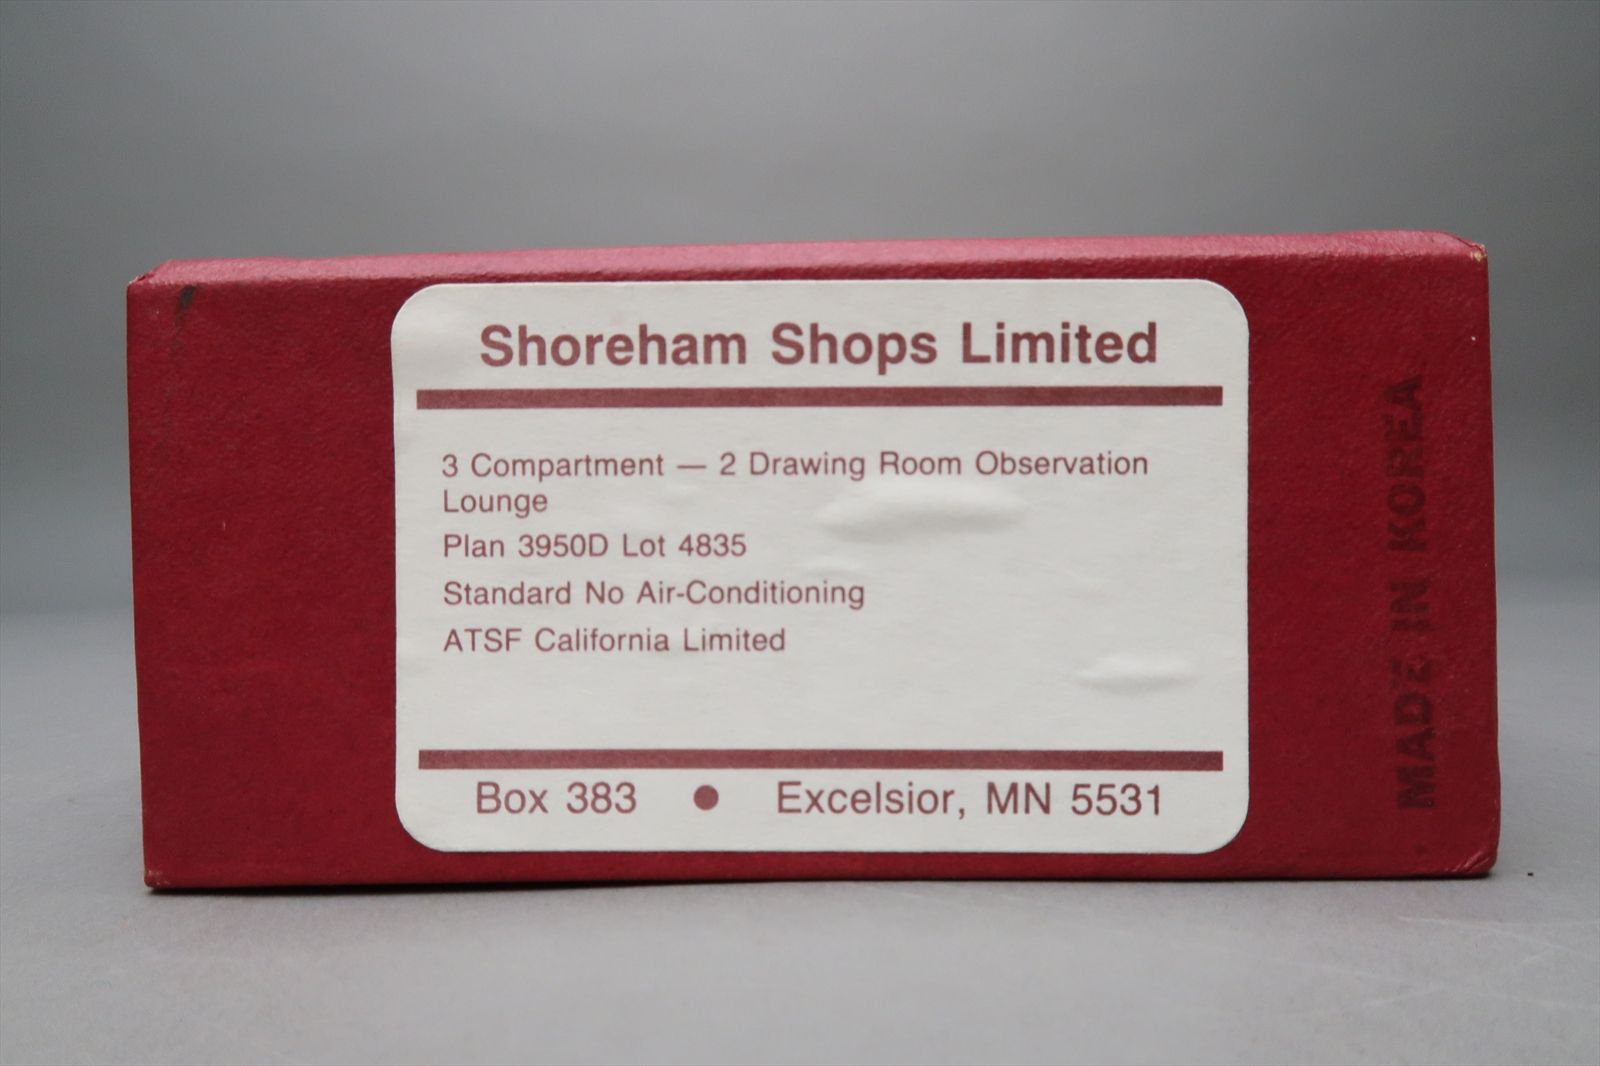 Shoreham Shops Limited
3 Compartment — 2 Drawing Room Observation
Lounge
Plan 3950D Lot 4835
Standard No Air-Conditioning
ATSF California Limited
Box 383 • Excelsior, MN 5531
MADE IN KOREA